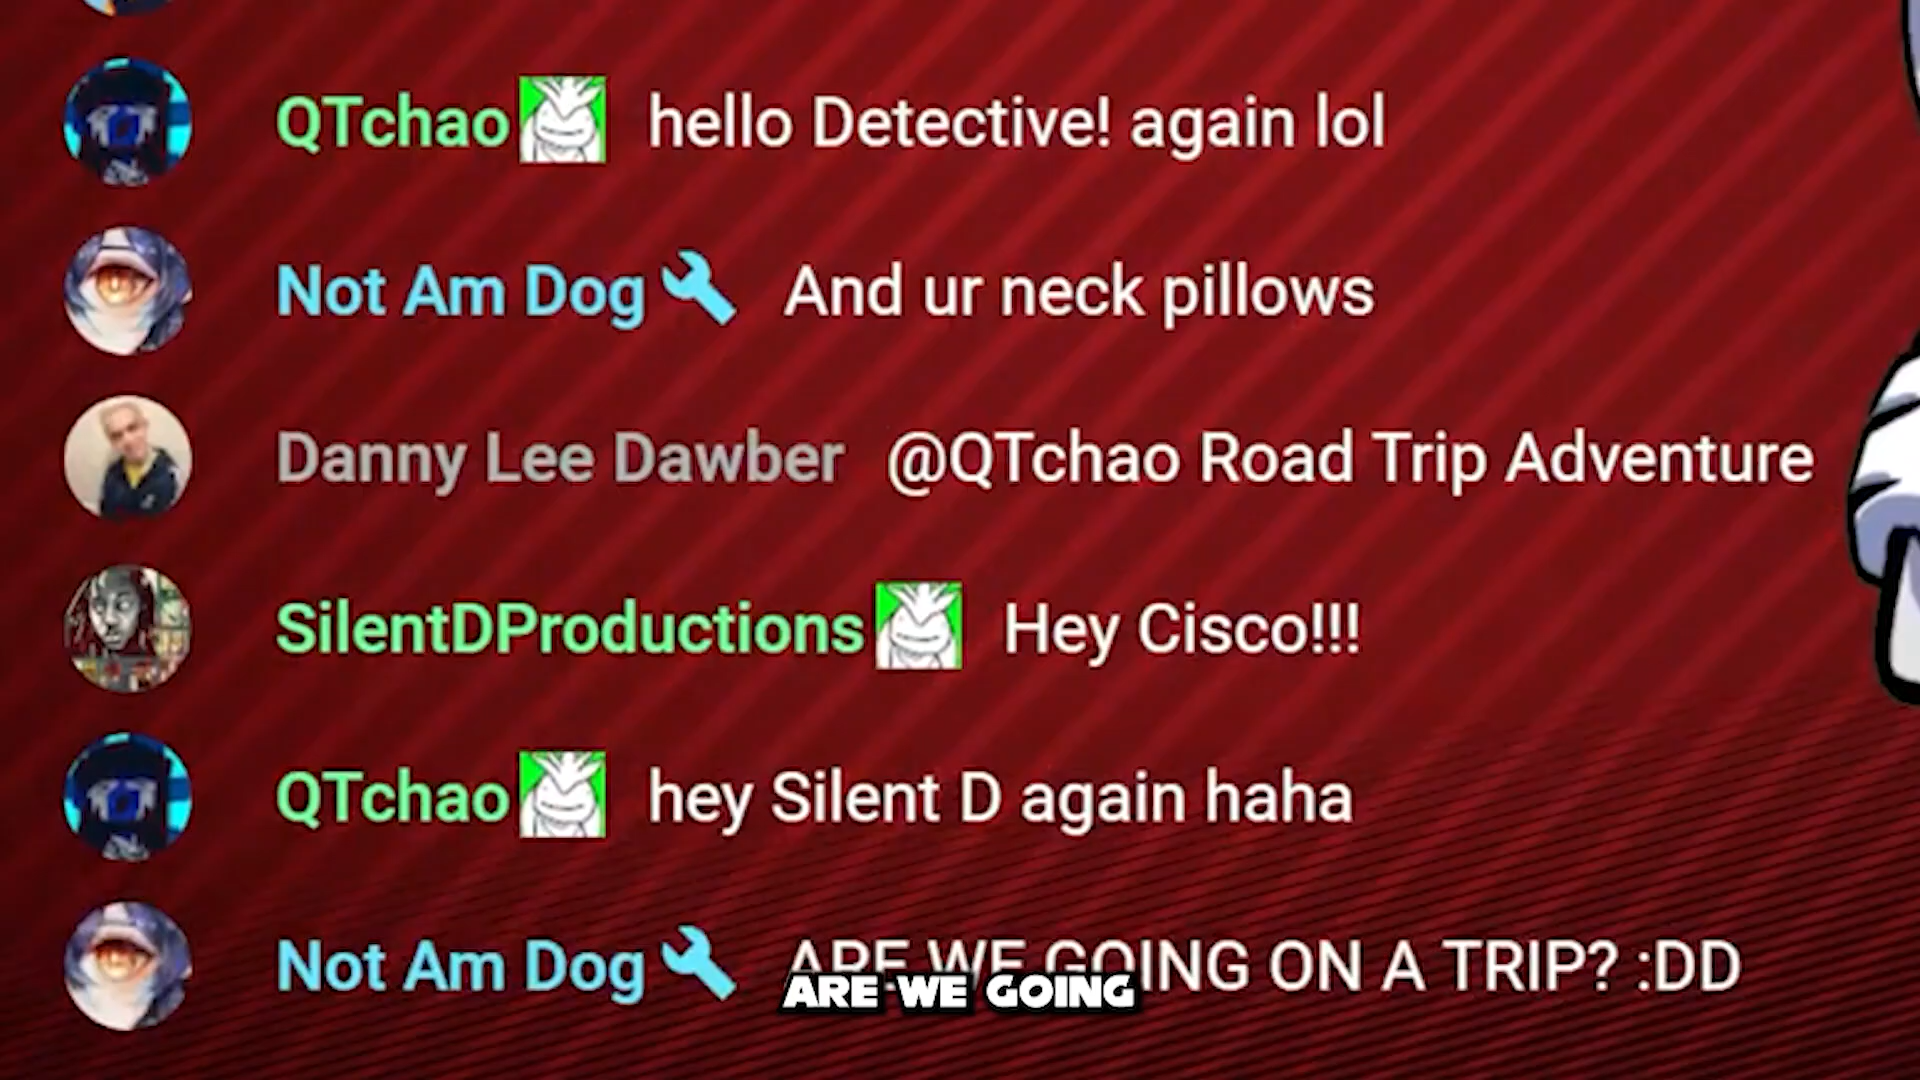 QTchao hello Detective! again lol
Not Am Dog And ur neck pillows
Danny Lee Dawber @QTchao Road Trip Adventure
SilentDProductions Hey Cisco!!!
QTchao hey Silent D again haha
Not Am Dog ARE WE GOING ON A TRIP? :DD
ARE WE GOING